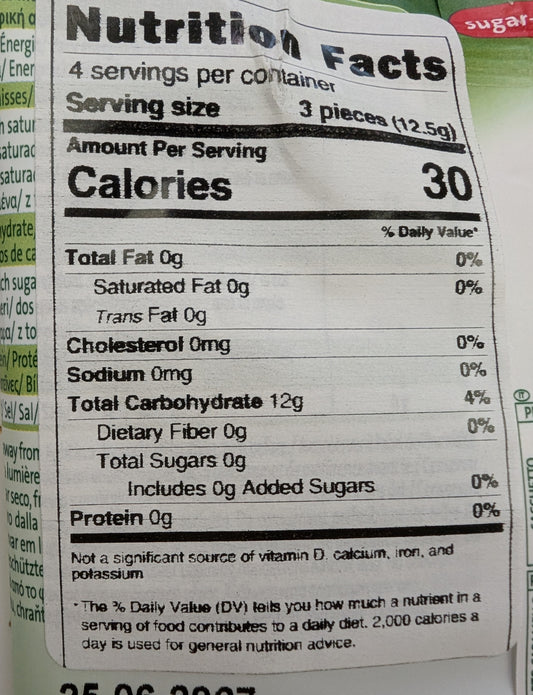 Nutrition Facts
4 servings per container
Serving size 3 pieces (12.5g)
Amount Per Serving
Calories 30
% Daily Value*
Total Fat 0g 0%
Saturated Fat 0g 0%
Trans Fat 0g
Cholesterol 0mg 0%
Sodium 0mg 0%
Total Carbohydrate 12g 4%
Dietary Fiber 0g 0%
Total Sugars 0g
Includes 0g Added Sugars 0%
Protein 0g 0%
Not a significant source of vitamin D, calcium, iron, and
potassium
*The % Daily Value (DV) tells you how much a nutrient in a
serving of food contributes to a daily diet. 2,000 calories a
day is used for general nutrition advice.
sugar-